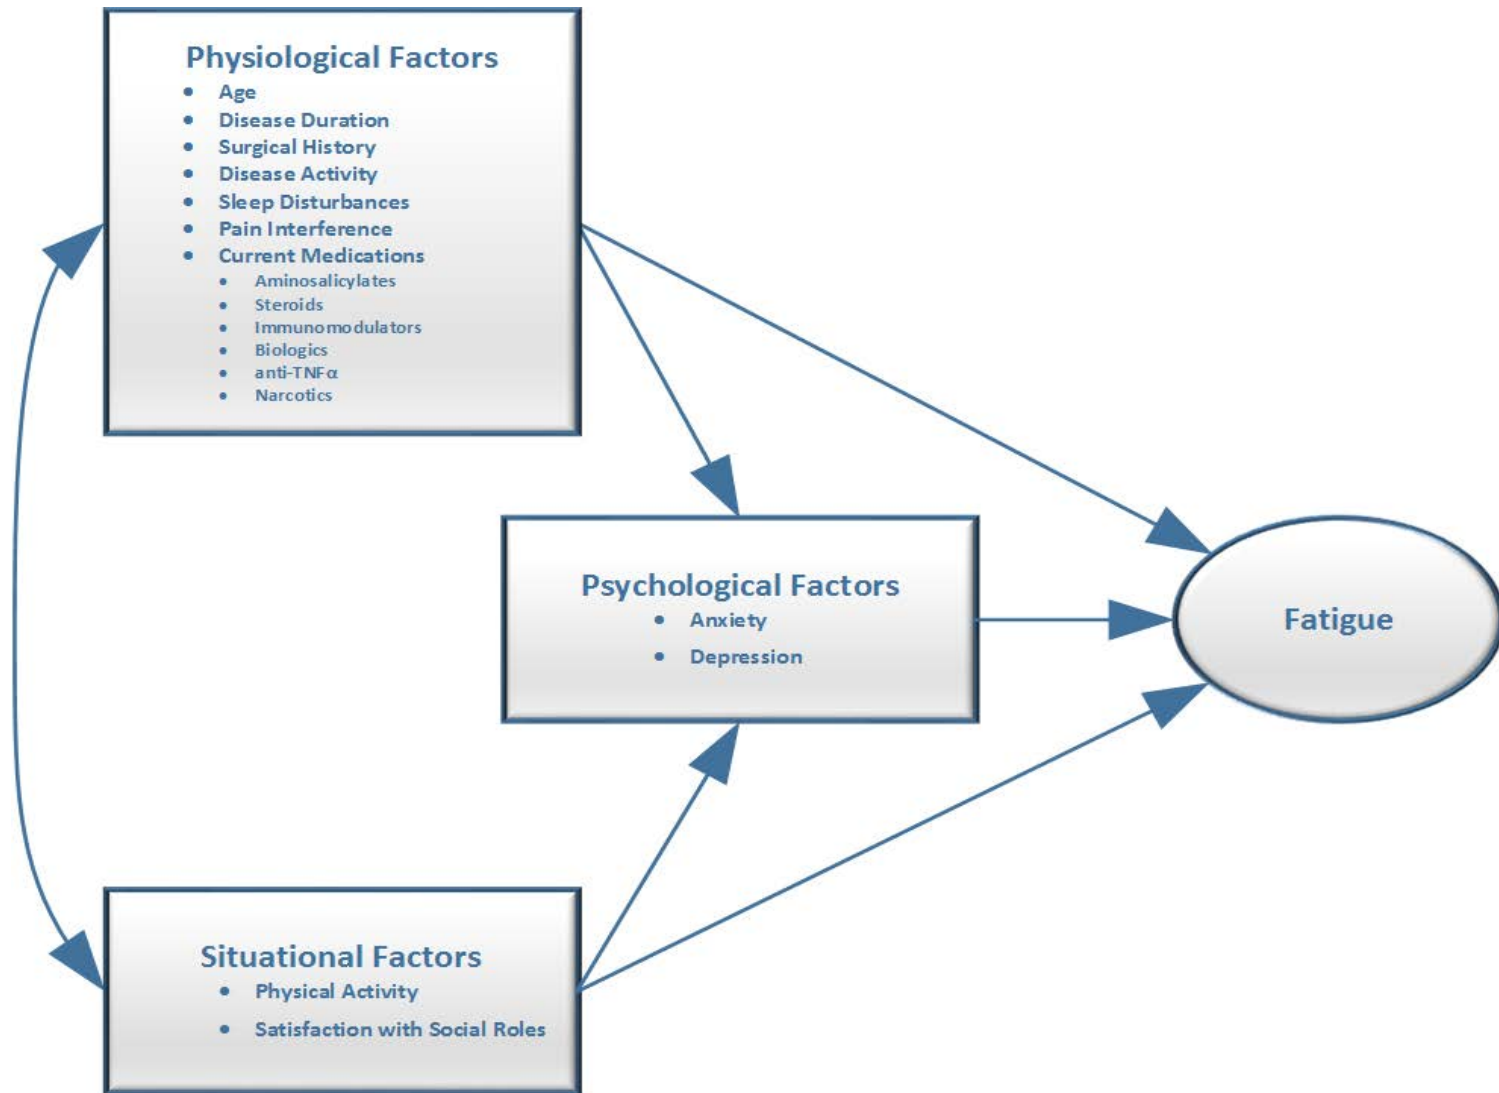 Physiological Factors
• Age
• Disease Duration
• Surgical History
• Disease Activity
• Sleep Disturbances
• Pain Interference
• Current Medications
• Aminosalicylates
• Steroids
• Immunomodulators
• Biologics
• anti-TNFα
• Narcotics
Psychological Factors
• Anxiety
• Depression
Fatigue
Situational Factors
• Physical Activity
• Satisfaction with Social Roles